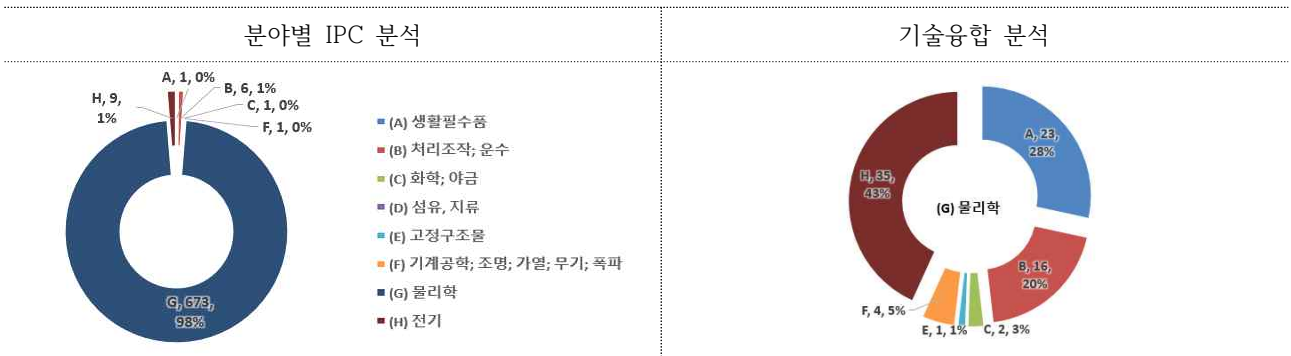 분야별 IPC 분석
기술융합 분석
A, 1, 0%
B, 6, 1%
C, 1, 0%
F, 1, 0%
H, 9,
1%
G, 673,
98%
(A) 생활필수품
(B) 처리조작; 운수
(C) 화학; 야금
(D) 섬유, 지류
(E) 고정구조물
(F) 기계공학; 조명; 가열; 무기; 폭파
(G) 물리학
(H) 전기
A, 23,
28%
H, 35,
43%
(G) 물리학
B, 16,
20%
F, 4, 5%
E, 1, 1%
C, 2, 3%